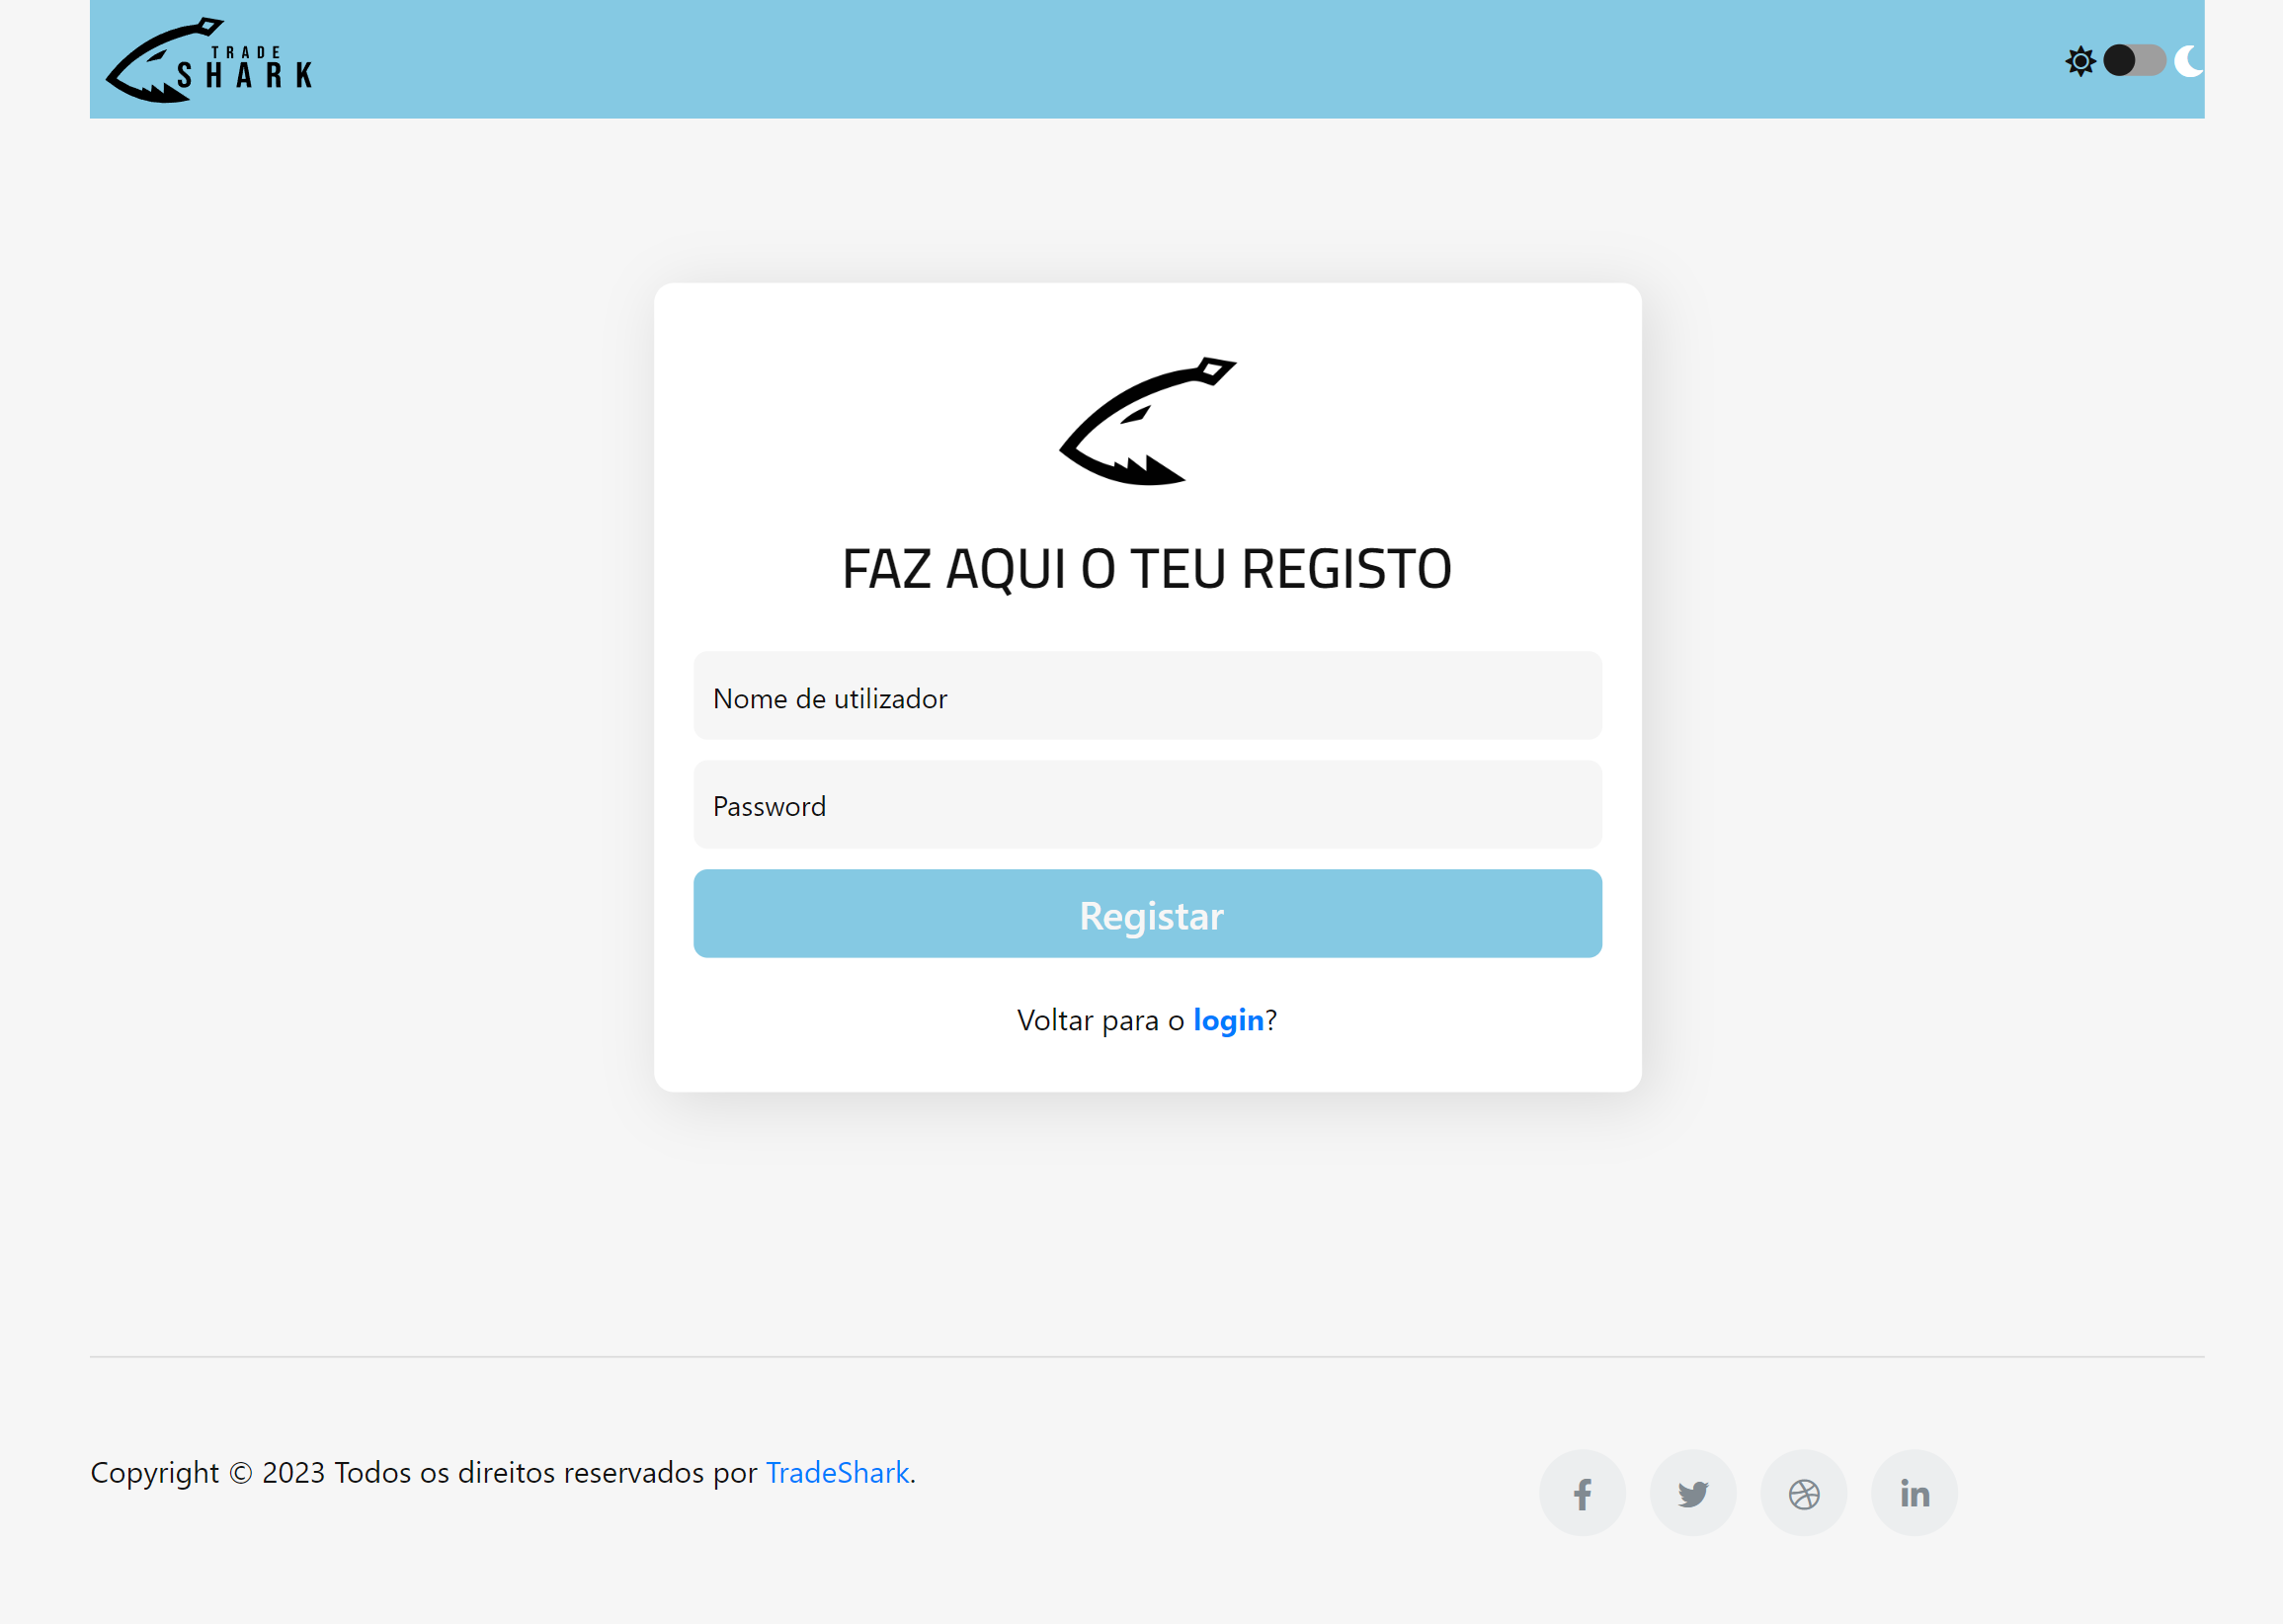 TRADE
SHARK
FAZ AQUI O TEU REGISTO
Nome de utilizador
Password
Registar
Voltar para o login?
Copyright © 2023 Todos os direitos reservados por TradeShark.